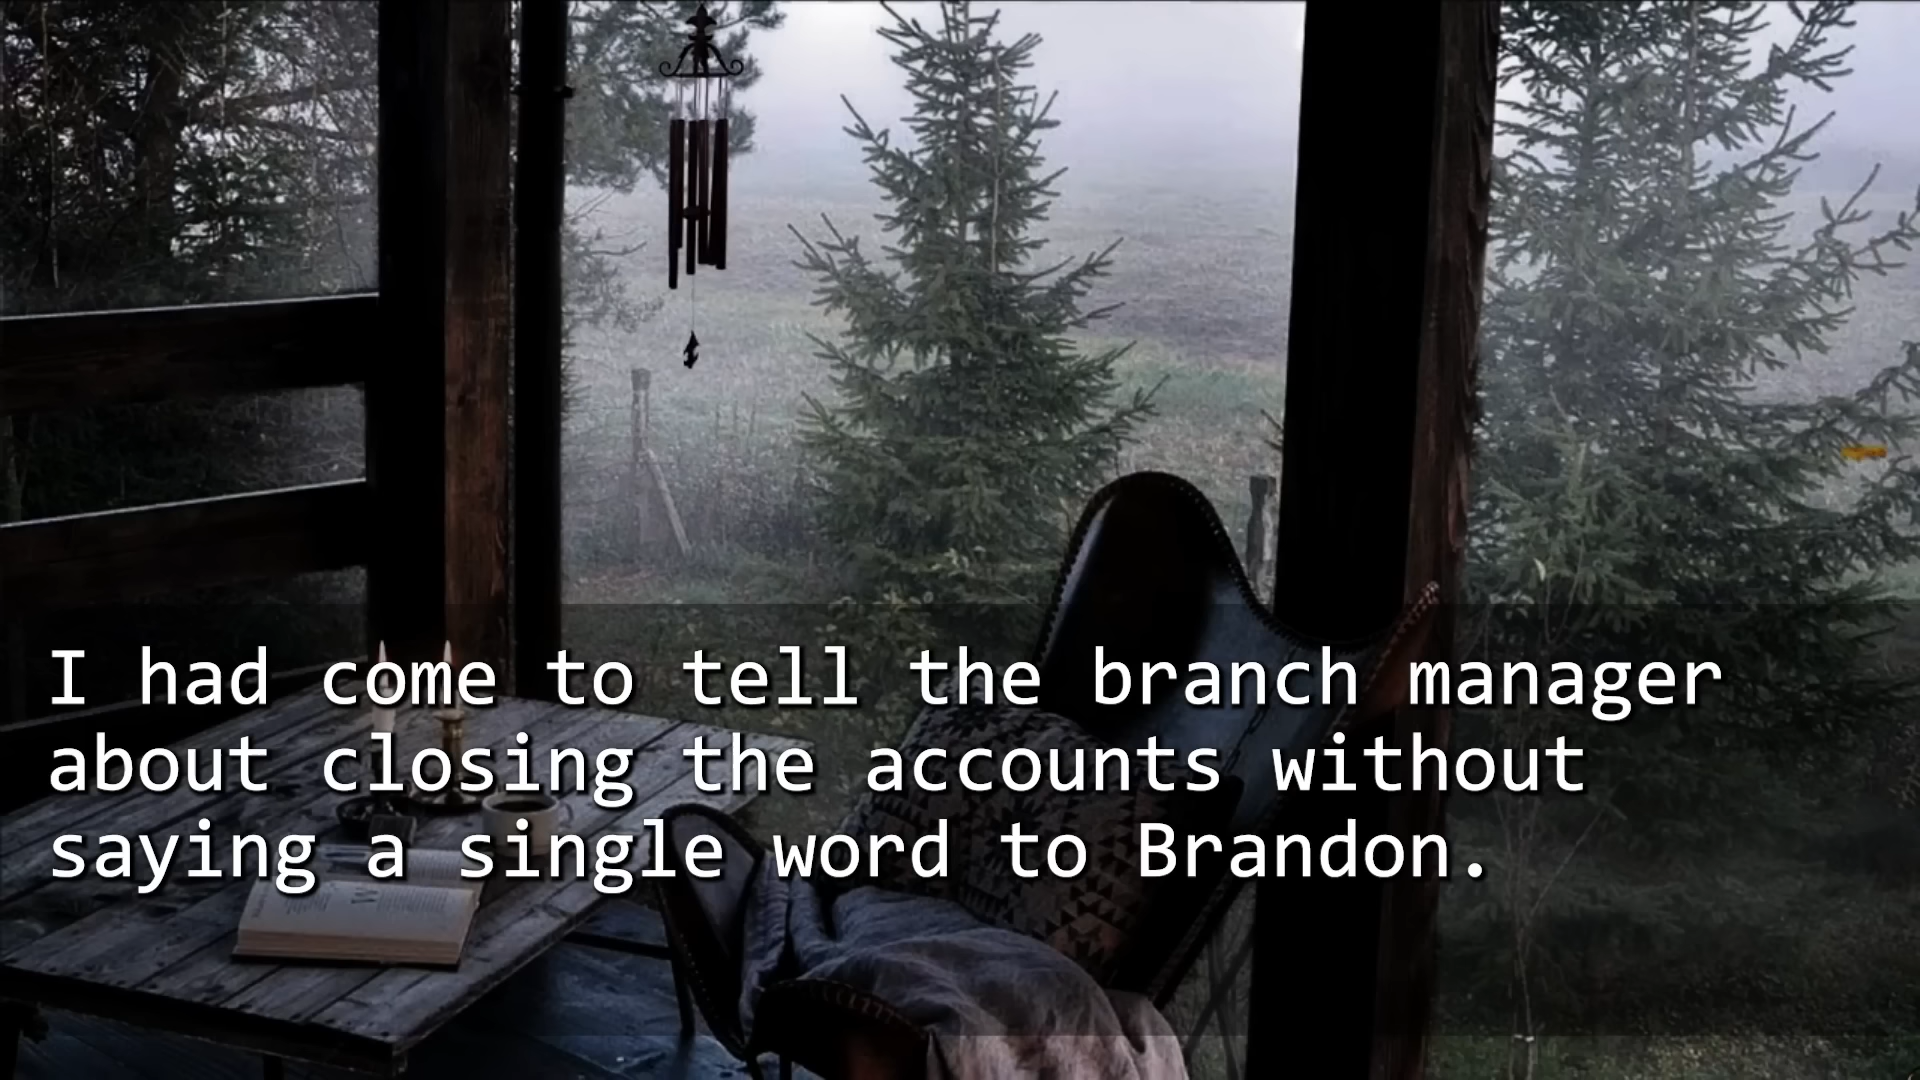 I had come to tell the branch manager
about closing the accounts without
saying a single word to Brandon.